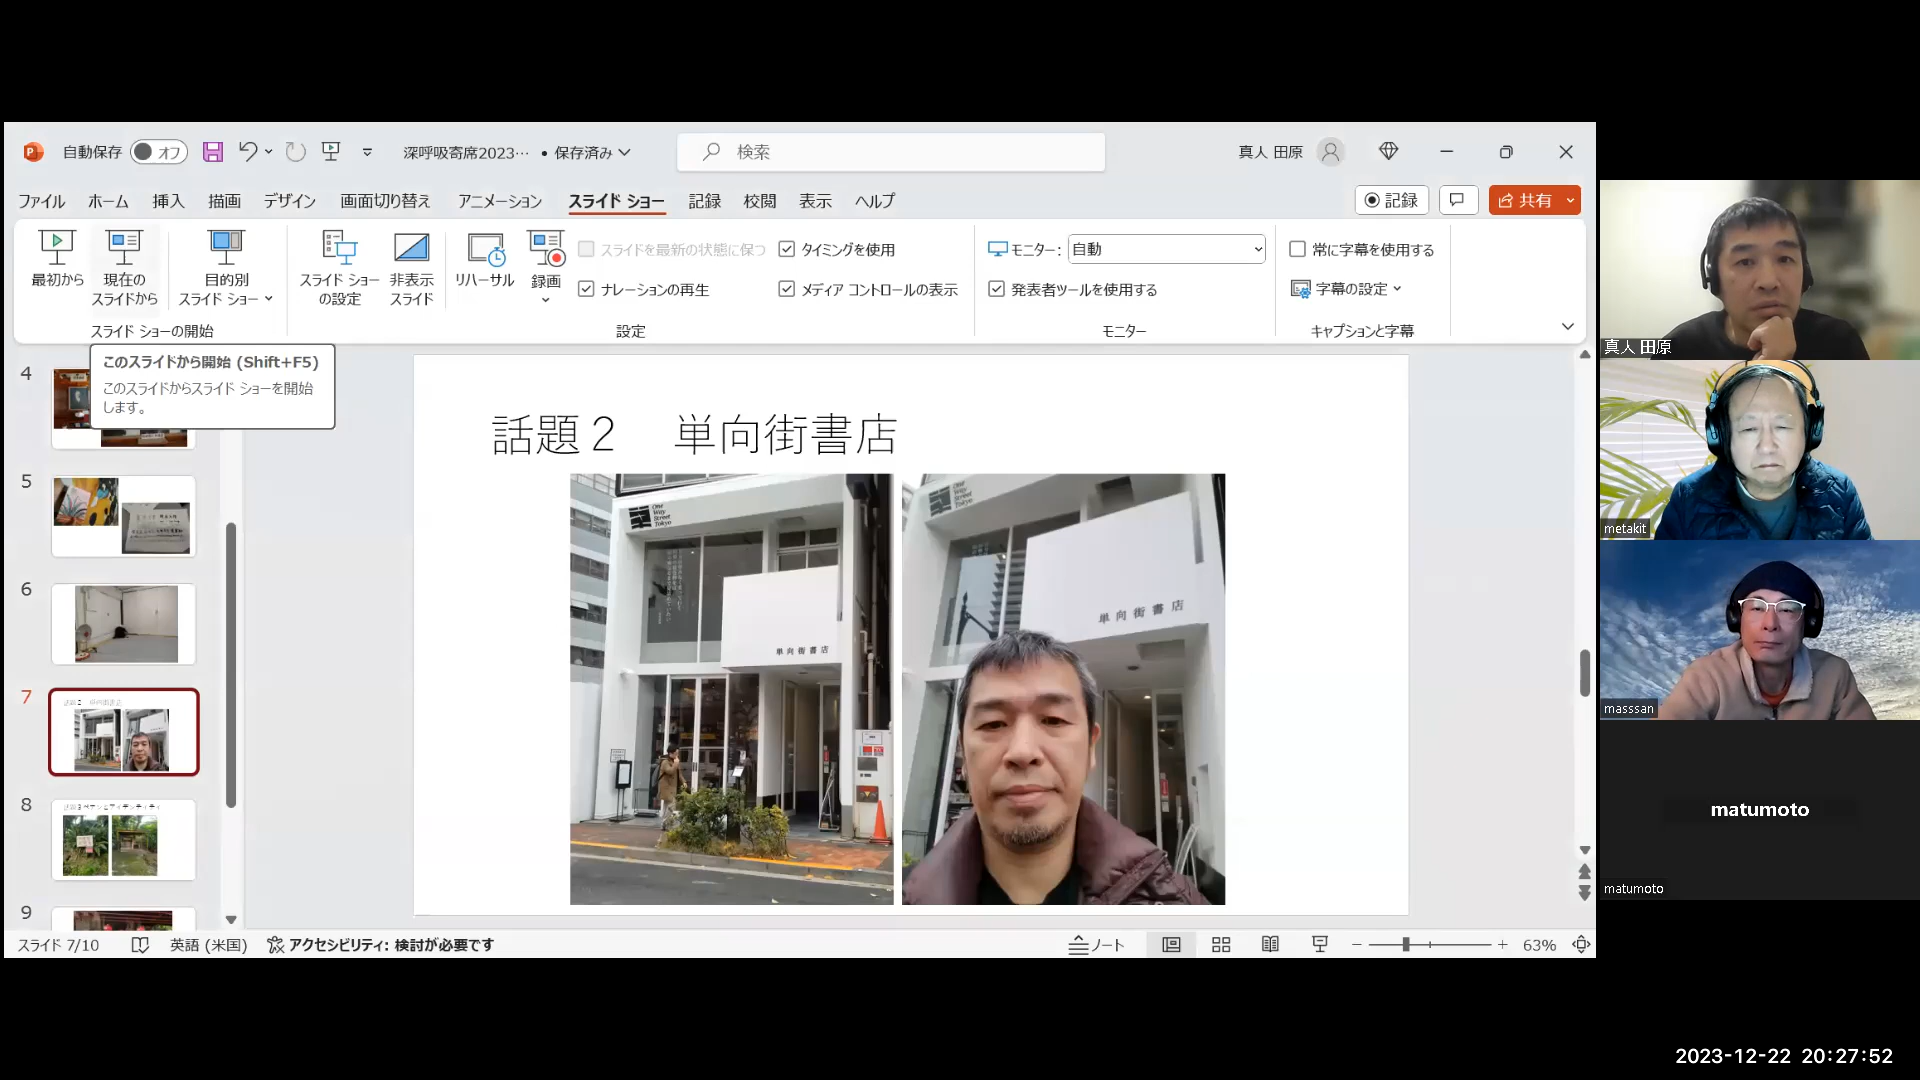 自動保存
オフ
深呼吸寄席2023… • 保存済み
検索
真人 田原
ファイル ホーム 挿入 描画 デザイン 画面切り替え アニメーション スライド ショー 記録 校閲 表示 ヘルプ
記録
共有
最初から
現在の
スライドから
目的別
スライド ショー
スライド ショーの開始
スライド ショー
の設定
非表示
スライド
リハーサル
録画
スライドを最新の状態に保つ
タイミングを使用
ナレーションの再生
メディア コントロールの表示
設定
モニター:
自動
発表者ツールを使用する
モニター
常に字幕を使用する
字幕の設定
キャプションと字幕
このスライドから開始 (Shift+F5)
このスライドからスライド ショーを開始
します。
4
5
6
7
8
9
話題２　単向街書店
One
Way
Street
Tokyo
単向街書店
One
Way
Street
Tokyo
単向街書店
スライド 7/10
英語 (米国)
アクセシビリティ: 検討が必要です
ノート
63%
真人 田原
metakit
masssan
matumoto
matumoto
2023-12-22 20:27:52